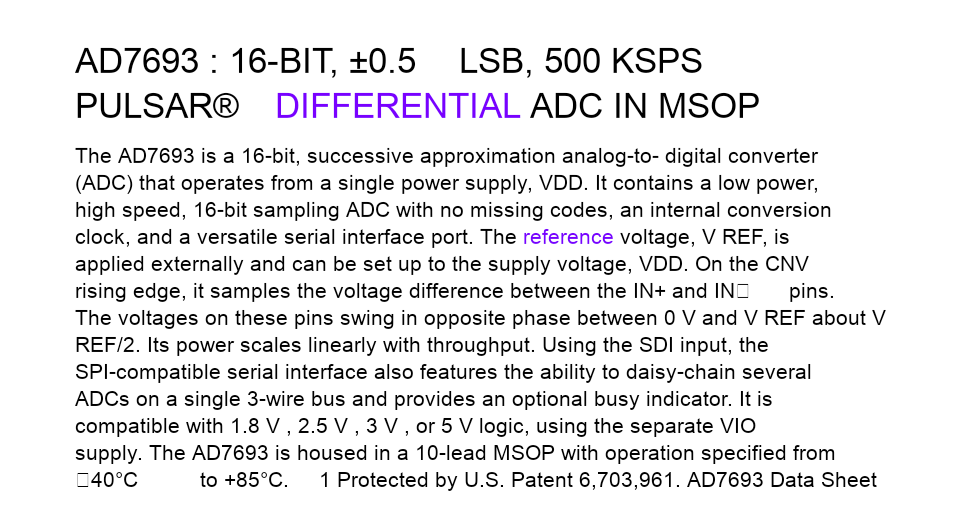 AD7693 : 16-BIT, ±0.5 LSB, 500 KSPS
PULSAR® DIFFERENTIAL ADC IN MSOP
The AD7693 is a 16-bit, successive approximation analog-to- digital converter
(ADC) that operates from a single power supply, VDD. It contains a low power,
high speed, 16-bit sampling ADC with no missing codes, an internal conversion
clock, and a versatile serial interface port. The reference voltage, V REF, is
applied externally and can be set up to the supply voltage, VDD. On the CNV
rising edge, it samples the voltage difference between the IN+ and IN□ pins.
The voltages on these pins swing in opposite phase between 0 V and V REF about V
REF/2. Its power scales linearly with throughput. Using the SDI input, the
SPI-compatible serial interface also features the ability to daisy-chain several
ADCs on a single 3-wire bus and provides an optional busy indicator. It is
compatible with 1.8 V , 2.5 V , 3 V , or 5 V logic, using the separate VIO
supply. The AD7693 is housed in a 10-lead MSOP with operation specified from
□40°C to +85°C. 1 Protected by U.S. Patent 6,703,961. AD7693 Data Sheet